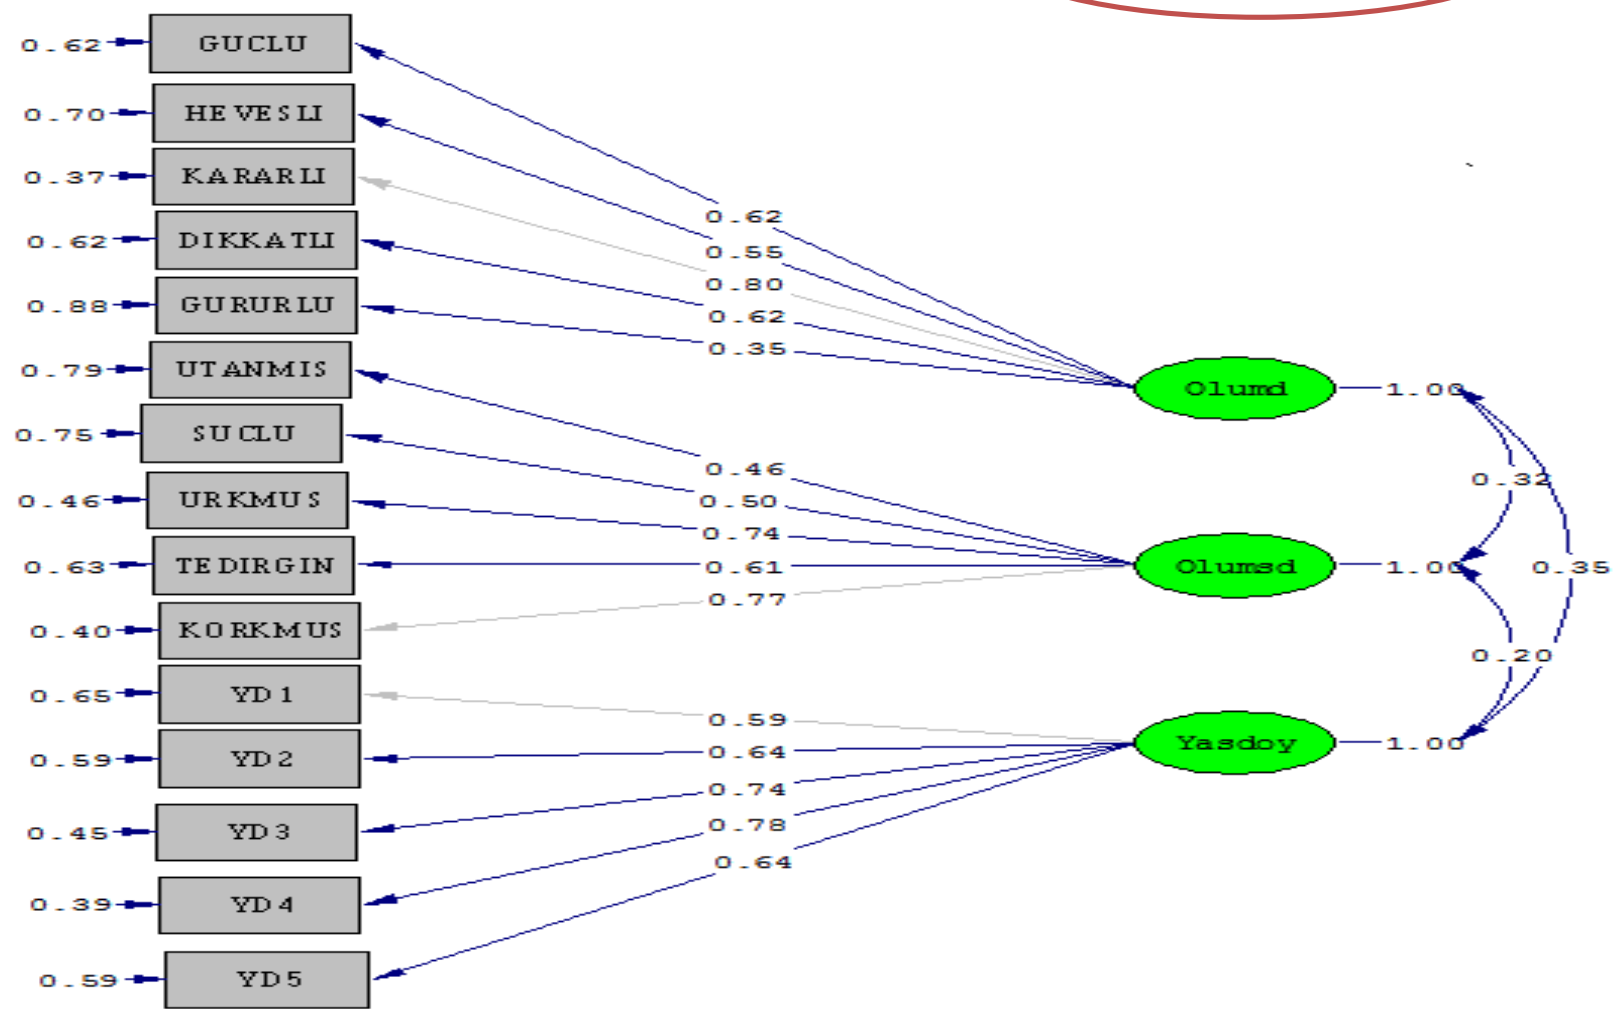 0.62 GUCLU
0.70 HEVESLI
0.37 KARARLI
0.62 DIKKATLI
0.88 GURURLU
0.79 UTANMIS
0.75 SUCLU
0.46 URKMUS
0.63 TEDIRGIN
0.40 KORKMUS
0.65 YD1
0.59 YD2
0.45 YD3
0.39 YD4
0.59 YD5
0.62
0.55
0.80
0.62
0.35
0.46
0.50
0.74
0.61
0.77
0.59
0.64
0.74
0.78
0.64
Olumd 1.00
Olumsd 1.00
Yasdoy 1.00
0.32
0.35
0.20